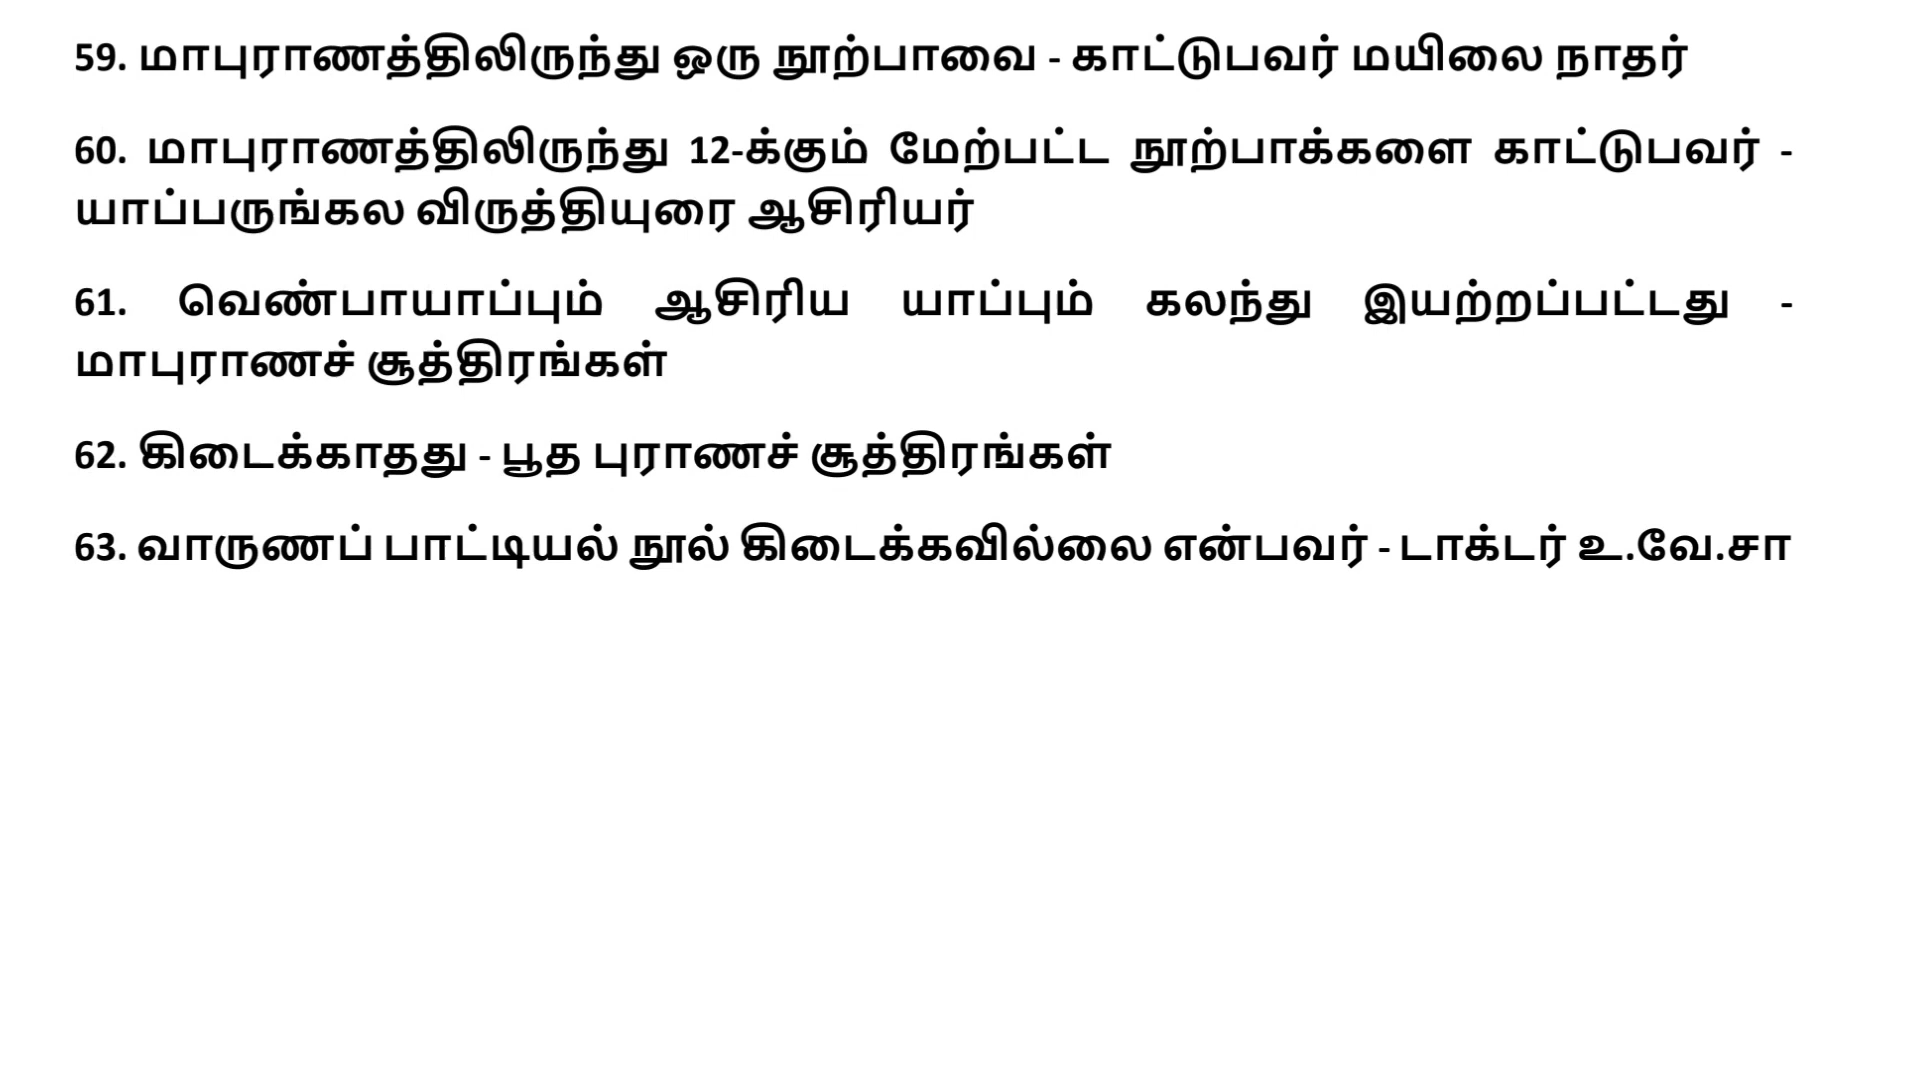 59. மாபுராணத்திலிருந்து ஒரு நூற்பாவை - காட்டுபவர் மயிலை நாதர்
60. மாபுராணத்திலிருந்து 12-க்கும் மேற்பட்ட நூற்பாக்களை காட்டுபவர் -
யாப்பருங்கல விருத்தியுரை ஆசிரியர்
61. வெண்பாயாப்பும் ஆசிரிய யாப்பும் கலந்து இயற்றப்பட்டது -
மாபுராணச் சூத்திரங்கள்
62. கிடைக்காதது - பூத புராணச் சூத்திரங்கள்
63. வாருணப் பாட்டியல் நூல் கிடைக்கவில்லை என்பவர் - டாக்டர் உ.வே.சா